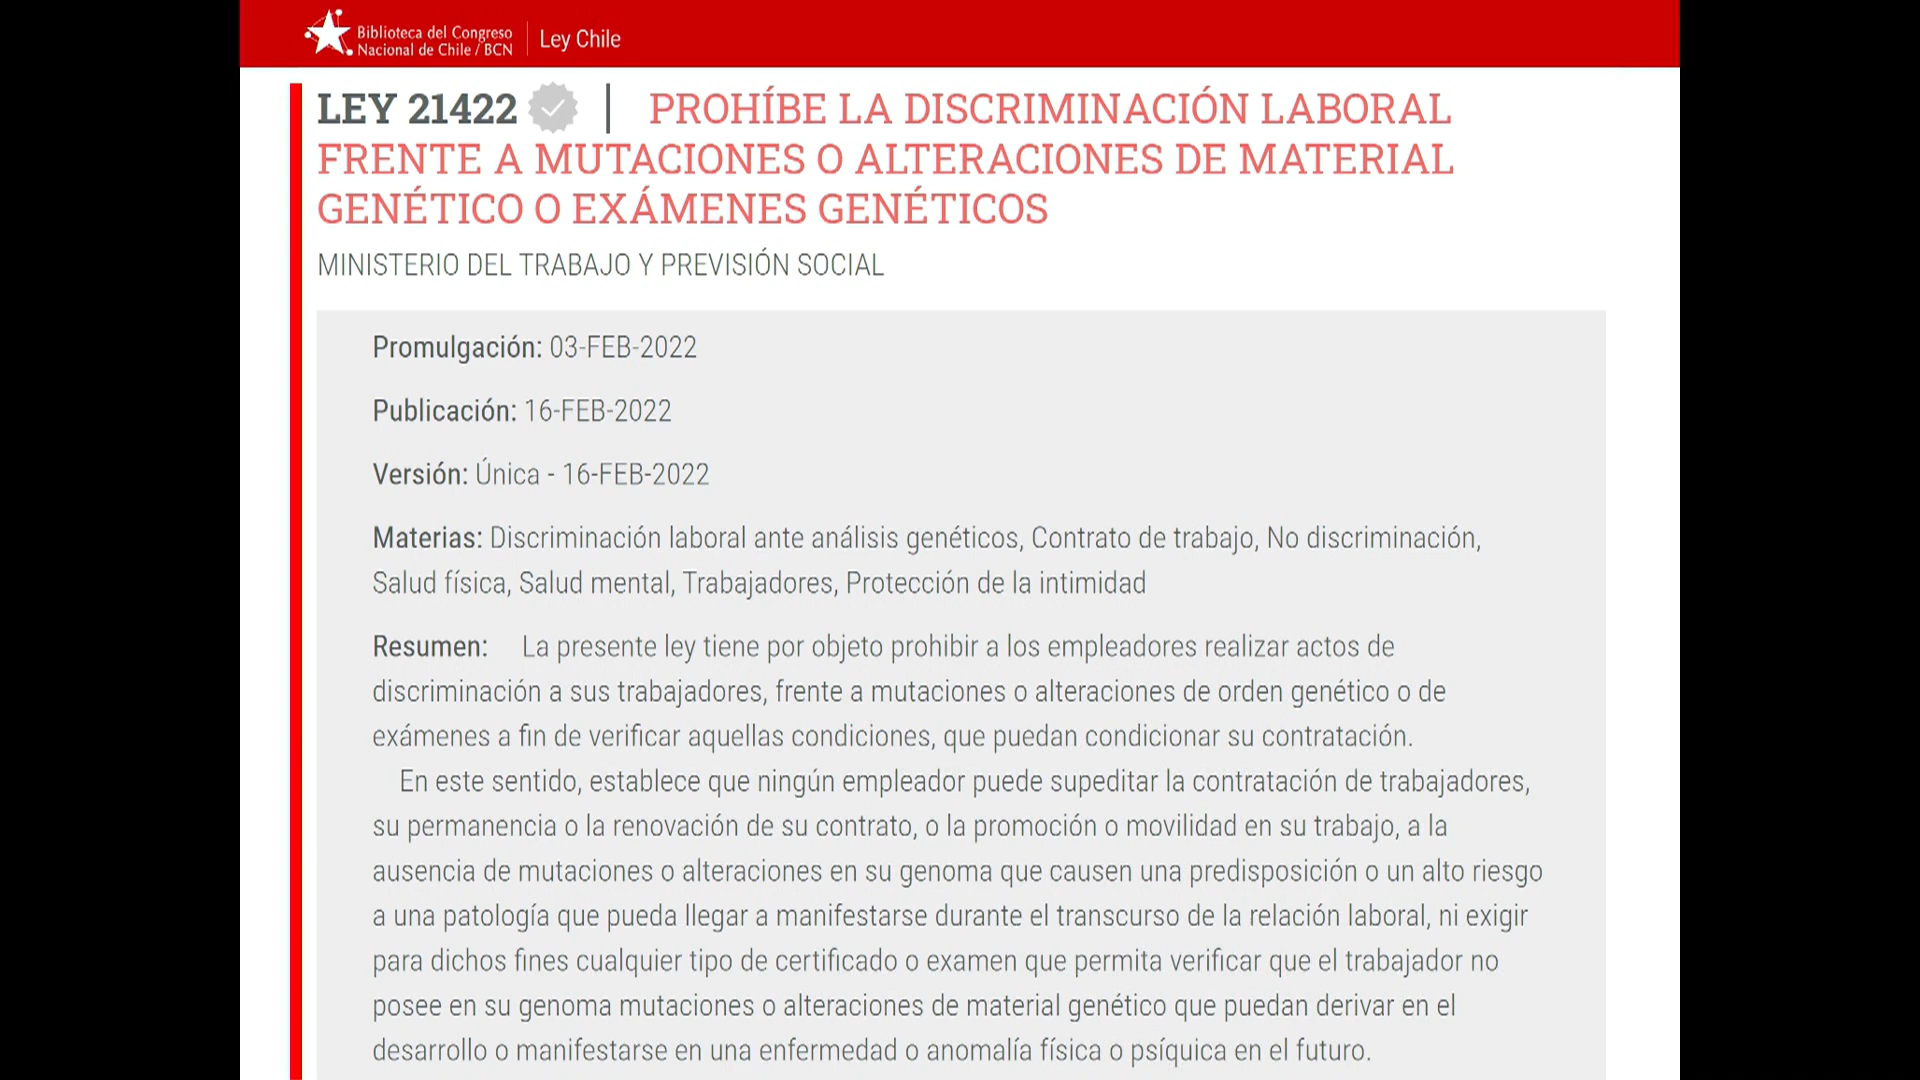 Biblioteca del Congreso
Nacional de Chile / BCN
Ley Chile
LEY 21422 | PROHÍBE LA DISCRIMINACIÓN LABORAL
FRENTE A MUTACIONES O ALTERACIONES DE MATERIAL
GENÉTICO O EXÁMENES GENÉTICOS
MINISTERIO DEL TRABAJO Y PREVISIÓN SOCIAL
Promulgación: 03-FEB-2022
Publicación: 16-FEB-2022
Versión: Única - 16-FEB-2022
Materias: Discriminación laboral ante análisis genéticos, Contrato de trabajo, No discriminación,
Salud física, Salud mental, Trabajadores, Protección de la intimidad
Resumen: La presente ley tiene por objeto prohibir a los empleadores realizar actos de
discriminación a sus trabajadores, frente a mutaciones o alteraciones de orden genético o de
exámenes a fin de verificar aquellas condiciones, que puedan condicionar su contratación.
En este sentido, establece que ningún empleador puede supeditar la contratación de trabajadores,
su permanencia o la renovación de su contrato, o la promoción o movilidad en su trabajo, a la
ausencia de mutaciones o alteraciones en su genoma que causen una predisposición o un alto riesgo
a una patología que pueda llegar a manifestarse durante el transcurso de la relación laboral, ni exigir
para dichos fines cualquier tipo de certificado o examen que permita verificar que el trabajador no
posee en su genoma mutaciones o alteraciones de material genético que puedan derivar en el
desarrollo o manifestarse en una enfermedad o anomalía física o psíquica en el futuro.